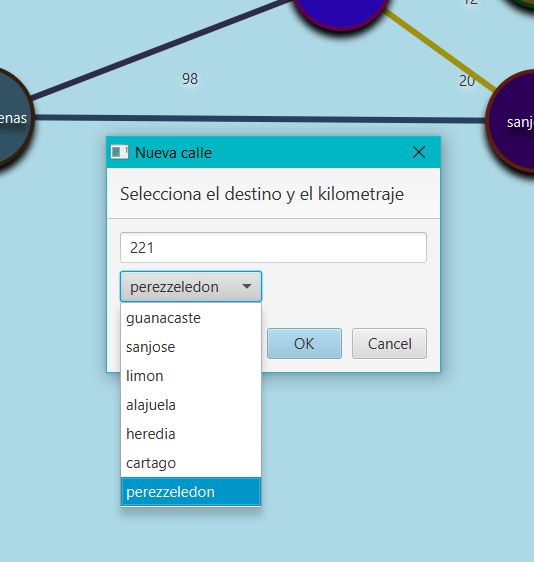 12
98
20
enas
sanj
Nueva calle
Selecciona el destino y el kilometraje
221
perezzeledon
guanacaste
sanjose
limon
alajuela
heredia
cartago
perezzeledon
OK
Cancel